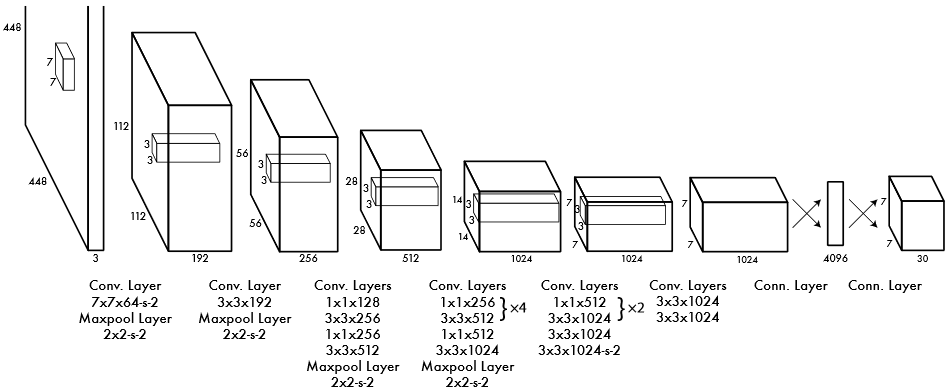 448
448
7
7
3
112
112
3
3
192
56
56
3
3
256
28
28
3
3
512
14
14
3
3
1024
7
7
3
3
1024
7
7
1024
4096
7
7
30
Conv. Layer
7x7x64-s-2
Maxpool Layer
2x2-s-2
Conv. Layer
3x3x192
Maxpool Layer
2x2-s-2
Conv. Layers
1x1x128
3x3x256
1x1x256
3x3x512
Maxpool Layer
2x2-s-2
Conv. Layers
1x1x256
3x3x512
} ×4
1x1x512
3x3x1024
Maxpool Layer
2x2-s-2
Conv. Layers
1x1x512
3x3x1024
} ×2
3x3x1024
3x3x1024-s-2
Conv. Layers
3x3x1024
3x3x1024
Conn. Layer
Conn. Layer